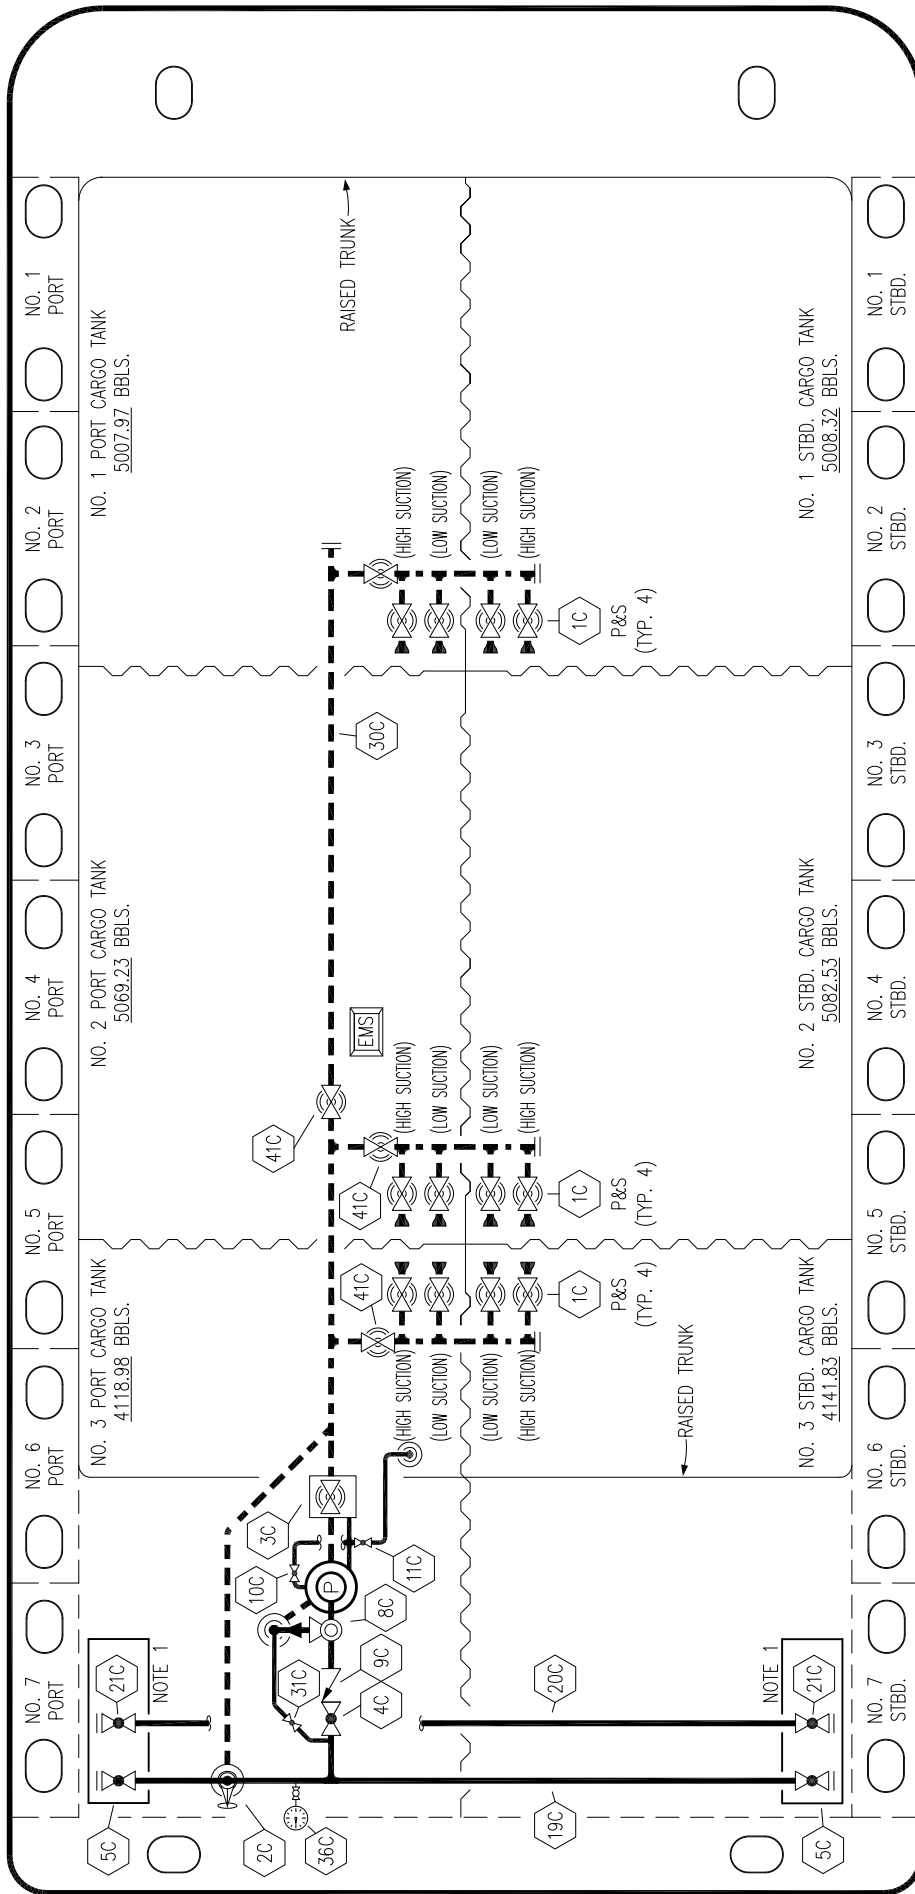 NO. 1
PORT
NO. 2
PORT
NO. 3
PORT
NO. 4
PORT
NO. 5
PORT
NO. 6
PORT
NO. 7
PORT
NO. 1 PORT CARGO TANK
5007.97 BBLS.
NO. 2 PORT CARGO TANK
5069.23 BBLS.
NO. 3 PORT CARGO TANK
4118.98 BBLS.
RAISED TRUNK
(HIGH SUCTION)
(LOW SUCTION)
(LOW SUCTION)
(HIGH SUCTION)
1C
P&S
(TYP. 4)
30C
EMS
41C
(HIGH SUCTION)
(LOW SUCTION)
(LOW SUCTION)
(HIGH SUCTION)
41C
1C
P&S
(TYP. 4)
41C
1C
P&S
(TYP. 4)
(HIGH SUCTION)
(LOW SUCTION)
(LOW SUCTION)
(HIGH SUCTION)
RAISED TRUNK
3C
10C
11C
P
8C
9C
4C
31C
21C
NOTE 1
5C
2C
36C
20C
19C
NOTE 1
21C
5C
NO. 1 STBD. CARGO TANK
5008.32 BBLS.
NO. 2 STBD. CARGO TANK
5082.53 BBLS.
NO. 3 STBD. CARGO TANK
4141.83 BBLS.
NO. 1
STBD.
NO. 2
STBD.
NO. 3
STBD.
NO. 4
STBD.
NO. 5
STBD.
NO. 6
STBD.
NO. 7
STBD.